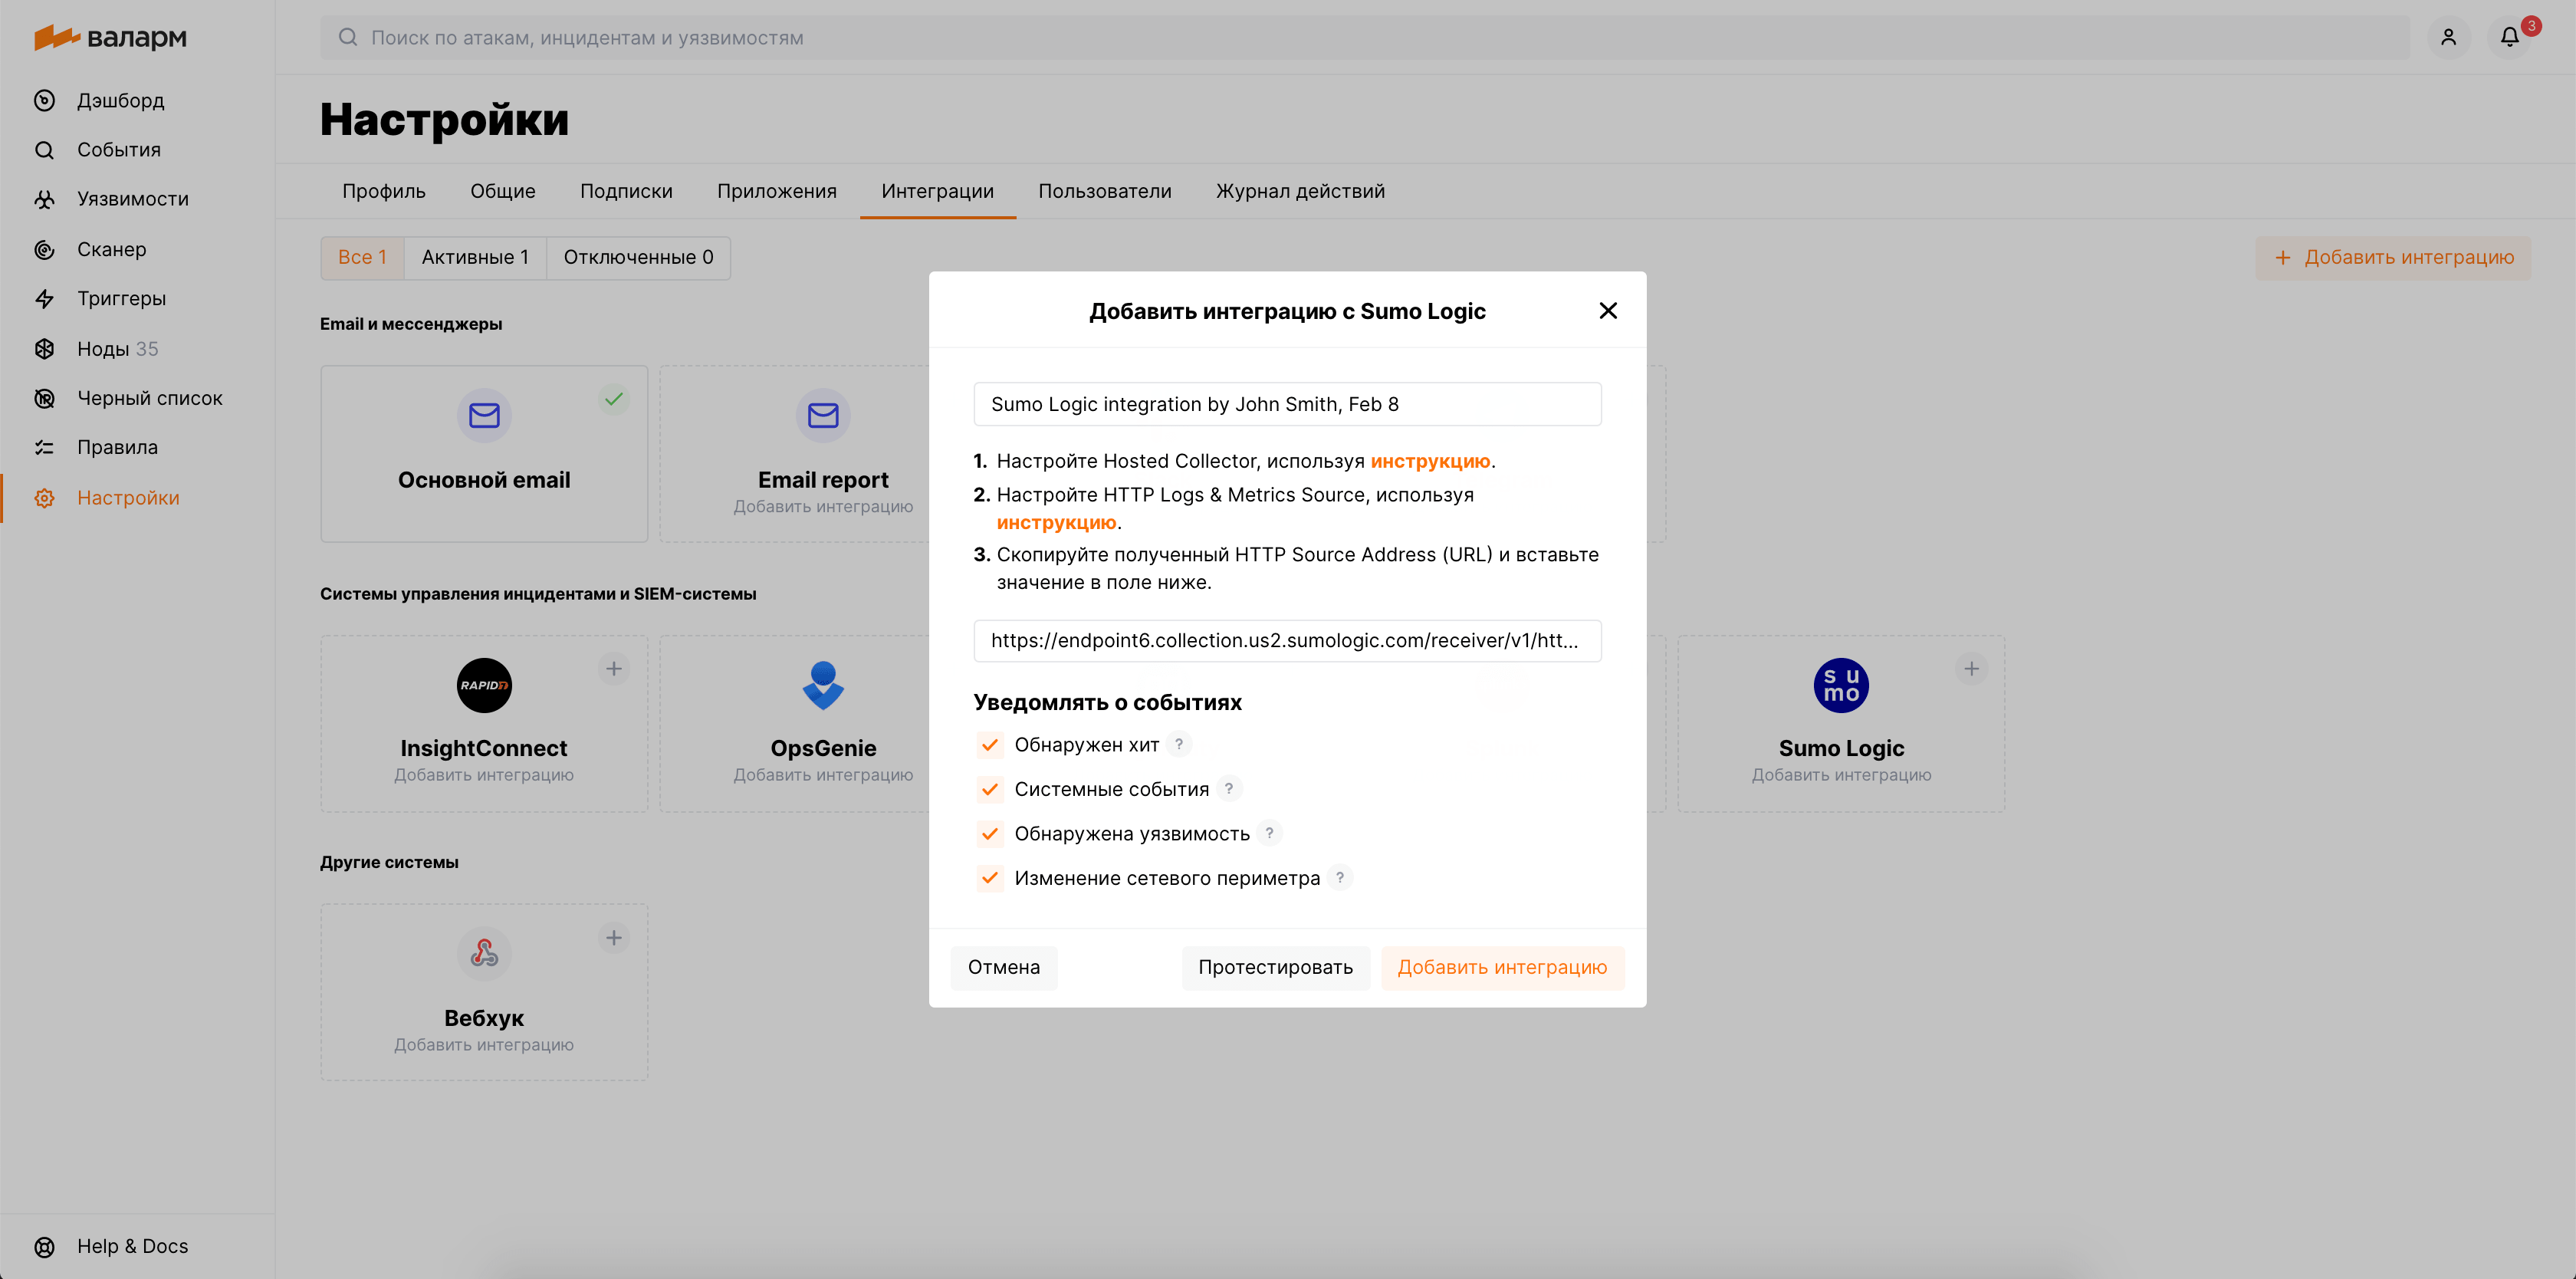 валарм
Поиск по атакам, инцидентам и уязвимостям
3
Дэшборд
События
Уязвимости
Сканер
Триггеры
Ноды 35
Черный список
Правила
Настройки
Help & Docs
Настройки
Профиль Общие Подписки Приложения Интеграции Пользователи Журнал действий
Все 1 Активные 1 Отключенные 0
+ Добавить интеграцию
Email и мессенджеры
Основной email
Email report
Добавить интеграцию
Системы управления инцидентами и SIEM-системы
RAPID7
InsightConnect
Добавить интеграцию
OpsGenie
Добавить интеграцию
su
mo
Sumo Logic
Добавить интеграцию
Другие системы
Вебхук
Добавить интеграцию
Добавить интеграцию с Sumo Logic
Sumo Logic integration by John Smith, Feb 8
1. Настройте Hosted Collector, используя инструкцию.
2. Настройте HTTP Logs & Metrics Source, используя
инструкцию.
3. Скопируйте полученный HTTP Source Address (URL) и вставьте
значение в поле ниже.
https://endpoint6.collection.us2.sumologic.com/receiver/v1/htt...
Уведомлять о событиях
Обнаружен хит ?
Системные события ?
Обнаружена уязвимость ?
Изменение сетевого периметра ?
Отмена Протестировать Добавить интеграцию